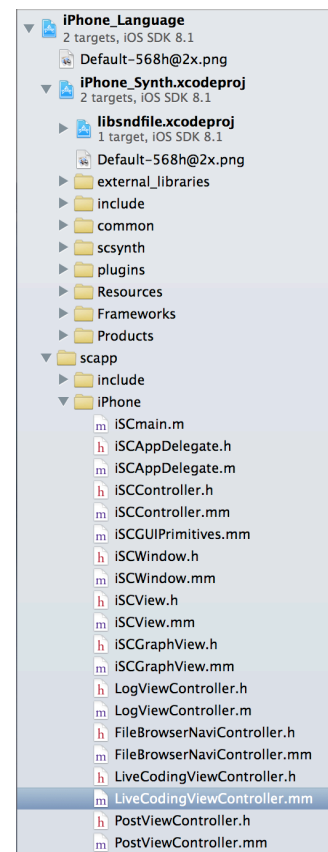 iPhone_Language
2 targets, iOS SDK 8.1
Default-568h@2x.png
iPhone_Synth.xcodeproj
2 targets, iOS SDK 8.1
libsndfile.xcodeproj
1 target, iOS SDK 8.1
Default-568h@2x.png
external_libraries
include
common
scsynth
plugins
Resources
Frameworks
Products
scapp
include
iPhone
m iSCmain.m
h iSCAppDelegate.h
m iSCAppDelegate.m
h iSCController.h
m iSCController.mm
m iSCGUIPrimitives.mm
h iSCWindow.h
m iSCWindow.mm
h iSCView.h
m iSCView.mm
h iSCGraphView.h
m iSCGraphView.mm
h LogViewController.h
m LogViewController.m
h FileBrowserNaviController.h
m FileBrowserNaviController.mm
h LiveCodingViewController.h
m LiveCodingViewController.mm
h PostViewController.h
m PostViewController.mm